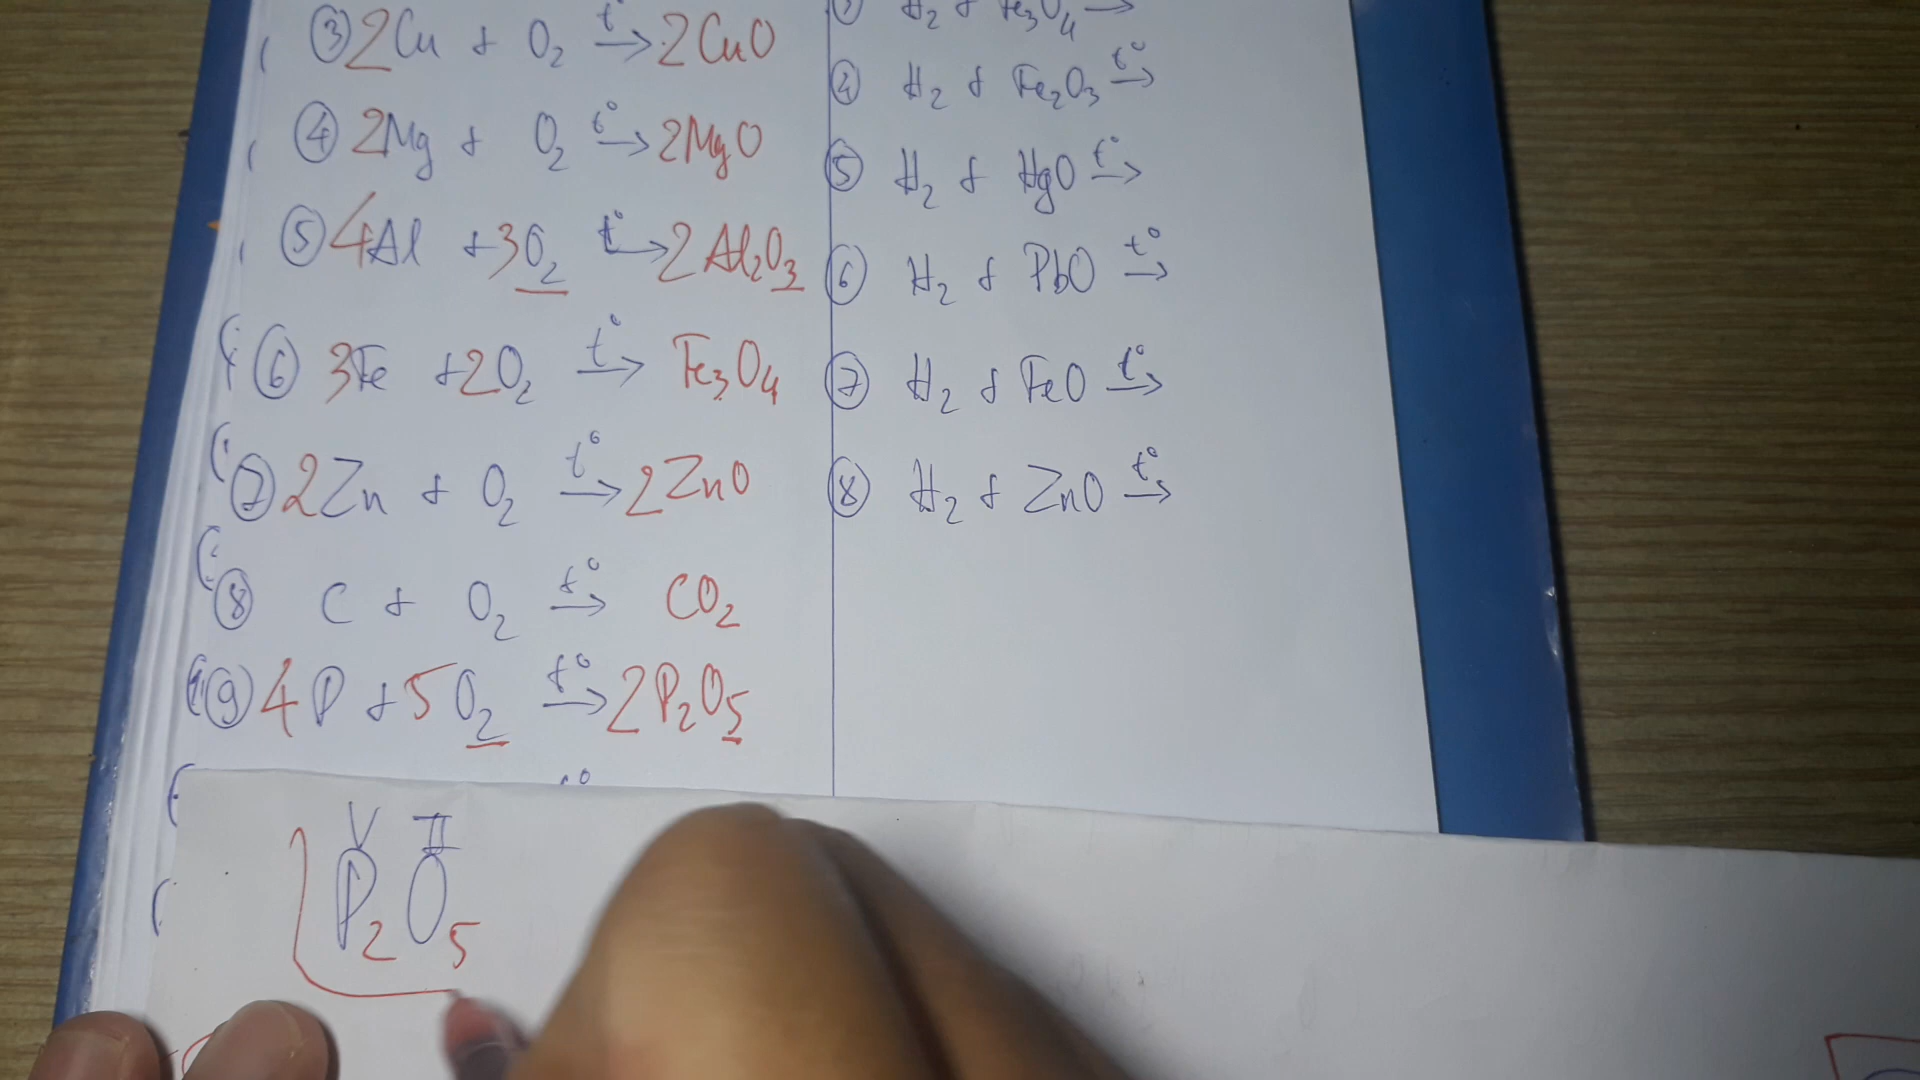 ③ 2Cu + O₂ t°→ 2CuO
④ 2Mg + O₂ t°→ 2MgO
⑤ 4Al + 3O₂ t°→ 2Al₂O₃
⑥ 3Fe + 2O₂ t°→ Fe₃O₄
⑦ 2Zn + O₂ t°→ 2ZnO
⑧ C + O₂ t°→ CO₂
⑨ 4P + 5O₂ t°→ 2P₂O₅
H₂ + Fe₃O₄ →
④ H₂ + Fe₂O₃ t°→
⑤ H₂ + HgO t°→
⑥ H₂ + PbO t°→
⑦ H₂ + FeO t°→
⑧ H₂ + ZnO t°→
V II
P₂O₅